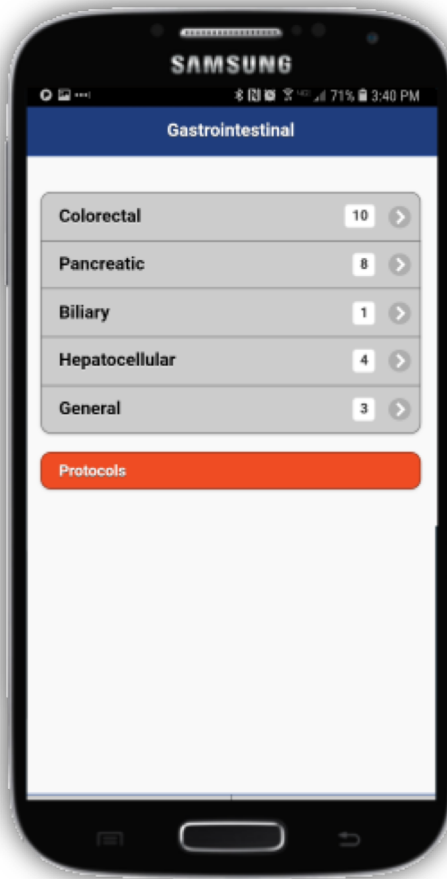 SAMSUNG
71% 3:40 PM
Gastrointestinal
Colorectal 10
Pancreatic 8
Biliary 1
Hepatocellular 4
General 3
Protocols